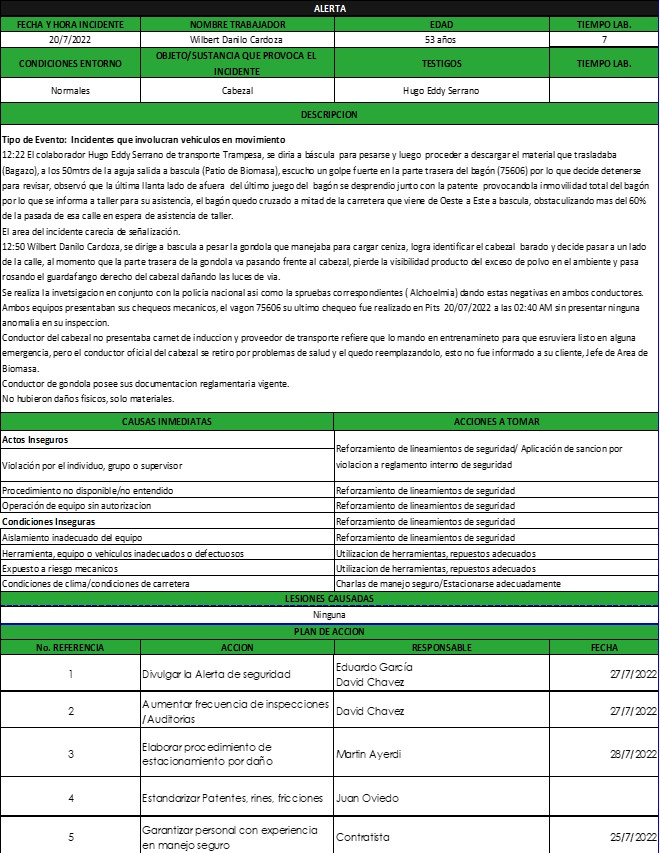 ALERTA
FECHA Y HORA INCIDENTE NOMBRE TRABAJADOR EDAD TIEMPO LAB.
20/7/2022 Wilbert Danilo Cardoza 53 años 7
CONDICIONES ENTORNO OBJETO/SUSTANCIA QUE PROVOCA EL INCIDENTE TESTIGOS TIEMPO LAB.
Normales Cabezal Hugo Eddy Serrano
DESCRIPCION
Tipo de Evento: Incidentes que involucran vehiculos en movimiento
12:22 El colaborador Hugo Eddy Serrano de transporte Trampesa, se diria a báscula para pesarse y luego proceder a descargar el material que trasladaba
(Bagazo), a los 50mtrs de la aguja salida a bascula (Patio de Biomasa), escucho un golpe fuerte en la parte trasera del bagón (75606) por lo que decide detenerse
para revisar, observó que la última llanta lado de afuera del último juego del bagón se desprendio junto con la patente provocandola inmovilidad total del bagón
por lo que se informa a taller para su asistencia, el bagón quedo cruzado a mitad de la carretera que viene de Oeste a Este a bascula, obstaculizando mas del 60%
de la pasada de esa calle en espera de asistencia de taller.
El area del incidente carecia de señalización.
12:50 Wilbert Danilo Cardoza, se dirige a bascula a pesar la gondola que manejaba para cargar ceniza, logra identificar el cabezal barado y decide pasar a un lado
de la calle, al momento que la parte trasera de la gondola va pasando frente al cabezal, pierde la visibilidad producto del exceso de polvo en el ambiente y pasa
rosando el guardafango derecho del cabezal dañando las luces de via.
Se realiza la invetsigacion en conjunto con la policia nacional asi como la spruebas correspondientes ( Alchoelmia) dando estas negativas en ambos conductores.
Ambos equipos presentaban sus chequeos mecanicos, el vagon 75606 su ultimo chequeo fue realizado en Pits 20/07/2022 a las 02:40 AM sin presentar ninguna
anomalia en su inspeccion.
Conductor del cabezal no presentaba carnet de induccion y proveedor de transporte refiere que lo mando en entrenamineto para que esruviera listo en alguna
emergencia, pero el conductor oficial del cabezal se retiro por problemas de salud y el quedo reemplazandolo, esto no fue informado a su cliente, Jefe de Area de
Biomasa.
Conductor de gondola posee sus documentacion reglamentaria vigente.
No hubieron daños fisicos, solo materiales.
CAUSAS INMEDIATAS ACCIONES A TOMAR
Actos Inseguros
Violación por el individuo, grupo o supervisor
Reforzamiento de lineamientos de seguridad/ Aplicación de sancion por
violacion a reglamento interno de seguridad
Procedimiento no disponible/no entendido Reforzamiento de lineamientos de seguridad
Operación de equipo sin autorizacion Reforzamiento de lineamientos de seguridad
Condiciones Inseguras Reforzamiento de lineamientos de seguridad
Aislamiento inadecuado del equipo Reforzamiento de lineamientos de seguridad
Herramienta, equipo o vehiculos inadecuados o defectuosos Utilizacion de herramientas, repuestos adecuados
Expuesto a riesgo mecanicos Utilizacion de herramientas, repuestos adecuados
Condiciones de clima/condiciones de carretera Charlas de manejo seguro/Estacionarse adecuadamente
LESIONES CAUSADAS
Ninguna
PLAN DE ACCION
No. REFERENCIA ACCION RESPONSABLE FECHA
1 Divulgar la Alerta de seguridad Eduardo García
David Chavez 27/7/2022
2 Aumentar frecuencia de inspecciones
/Auditorias David Chavez 27/7/2022
3 Elaborar procedimiento de
estacionamiento por daño Martin Ayerdi 28/7/2022
4 Estandarizar Patentes, rines, fricciones Juan Oviedo
5 Garantizar personal con experiencia
en manejo seguro Contratista 25/7/2022